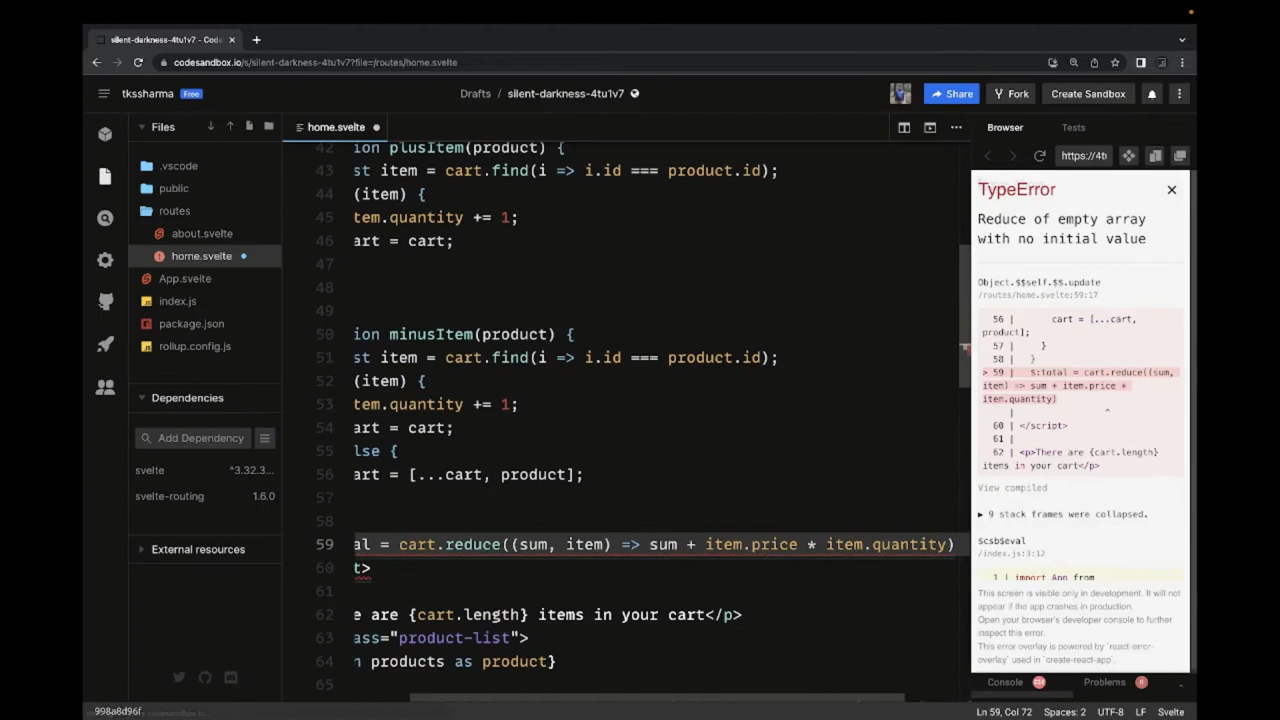 silent-darkness-4tu1v7 - Code
codesandbox.io/s/silent-darkness-4tu1v7?file=/routes/home.svelte
tkssharma Free
Drafts / silent-darkness-4tu1v7
Share Fork Create Sandbox
Files
.vscode
public
routes
about.svelte
home.svelte
App.svelte
index.js
package.json
rollup.config.js
Dependencies
Add Dependency
svelte ^3.32.3...
svelte-routing 1.6.0
External resources
998a8d96f
home.svelte
42 ion plusItem(product) {
43 st item = cart.find(i => i.id === product.id);
44 (item) {
45 tem.quantity += 1;
46 art = cart;
47
48
49
50 ion minusItem(product) {
51 st item = cart.find(i => i.id === product.id);
52 (item) {
53 tem.quantity += 1;
54 art = cart;
55 lse {
56 art = [...cart, product];
57
58
59 al = cart.reduce((sum, item) => sum + item.price * item.quantity)
60 t>
61
62 e are {cart.length} items in your cart</p>
63 ass="product-list">
64 n products as product}
65
Browser Tests
https://4t
TypeError
Reduce of empty array
with no initial value
Object.$$self.$$.update
/routes/home.svelte:59:17
56 | cart = [...cart,
product];
57 | }
58 | }
> 59 | $:total = cart.reduce((sum,
item) => sum + item.price *
item.quantity)
| ^
60 | </script>
61 |
62 | <p>There are {cart.length}
items in your cart</p>
View compiled
▶ 9 stack frames were collapsed.
$csb$eval
/index.js:3:12
1 | import App from
This screen is visible only in development. It will not
appear if the app crashes in production.
Open your browser's developer console to further
inspect this error.
This error overlay is powered by `react-error-
overlay` used in `create-react-app`.
Console Problems 6
Ln 59, Col 72 Spaces: 2 UTF-8 LF Svelte